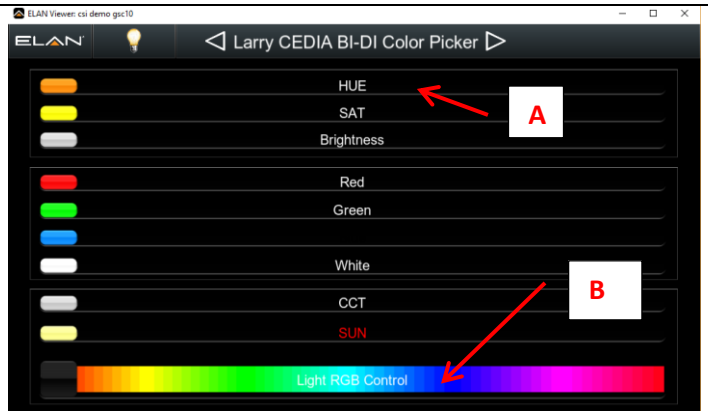 ELAN Viewer: csi demo gsc10
ELAN
Larry CEDIA BI-DI Color Picker
HUE
A
SAT
Brightness
Red
Green
White
B
CCT
SUN
Light RGB Control